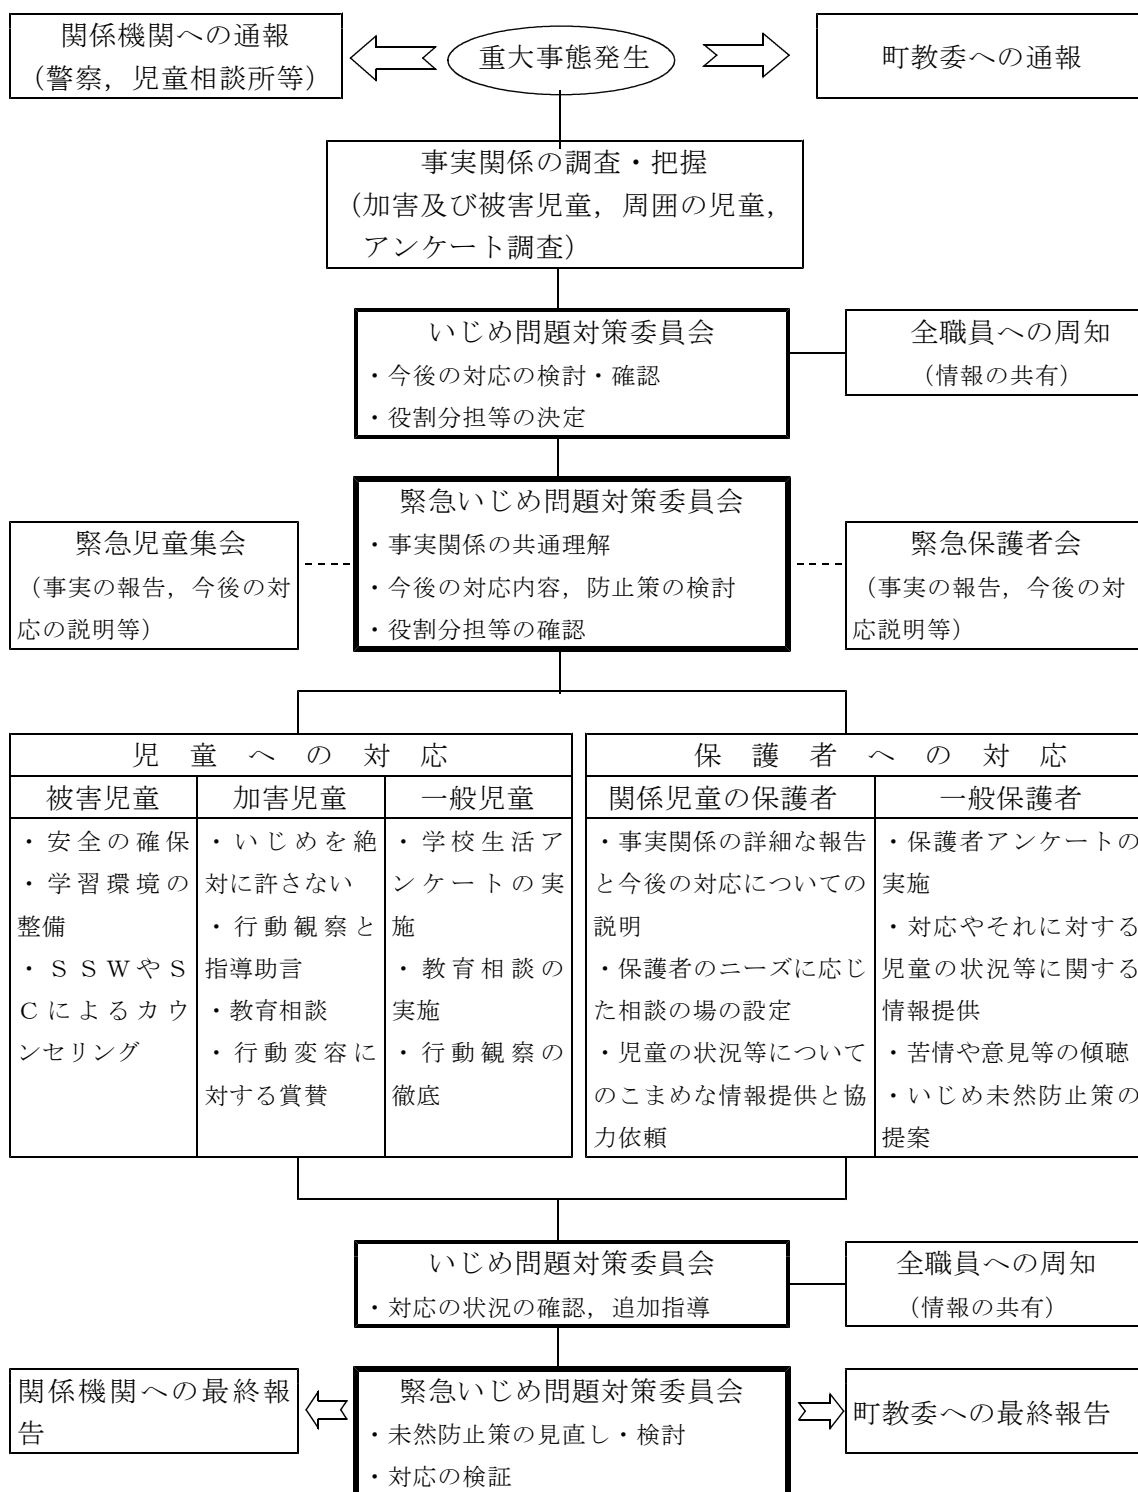 関係機関への通報
（警察，児童相談所等）
重大事態発生
町教委への通報
事実関係の調査・把握
（加害及び被害児童，周囲の児童，
アンケート調査）
いじめ問題対策委員会
・今後の対応の検討・確認
・役割分担等の決定
全職員への周知
（情報の共有）
緊急いじめ問題対策委員会
・事実関係の共通理解
・今後の対応内容，防止策の検討
・役割分担等の確認
緊急児童集会
（事実の報告，今後の対
応の説明等）
緊急保護者会
（事実の報告，今後の対
応説明等）
児童への対応
被害児童
・安全の確保
・学習環境の
整備
・ＳＳＷやＳ
Ｃによるカウ
ンセリング
加害児童
・いじめを絶
対に許さない
・行動観察と
指導助言
・教育相談
・行動変容に
対する賞賛
一般児童
・学校生活ア
ンケートの実
施
・教育相談の
実施
・行動観察の
徹底
保護者への対応
関係児童の保護者
・事実関係の詳細な報告
と今後の対応についての
説明
・保護者のニーズに応じ
た相談の場の設定
・児童の状況等について
のこまめな情報提供と協
力依頼
一般保護者
・保護者アンケートの
実施
・対応やそれに対する
児童の状況等に関する
情報提供
・苦情や意見等の傾聴
・いじめ未然防止策の
提案
いじめ問題対策委員会
・対応の状況の確認，追加指導
全職員への周知
（情報の共有）
関係機関への最終報
告
緊急いじめ問題対策委員会
・未然防止策の見直し・検討
・対応の検証
町教委への最終報告